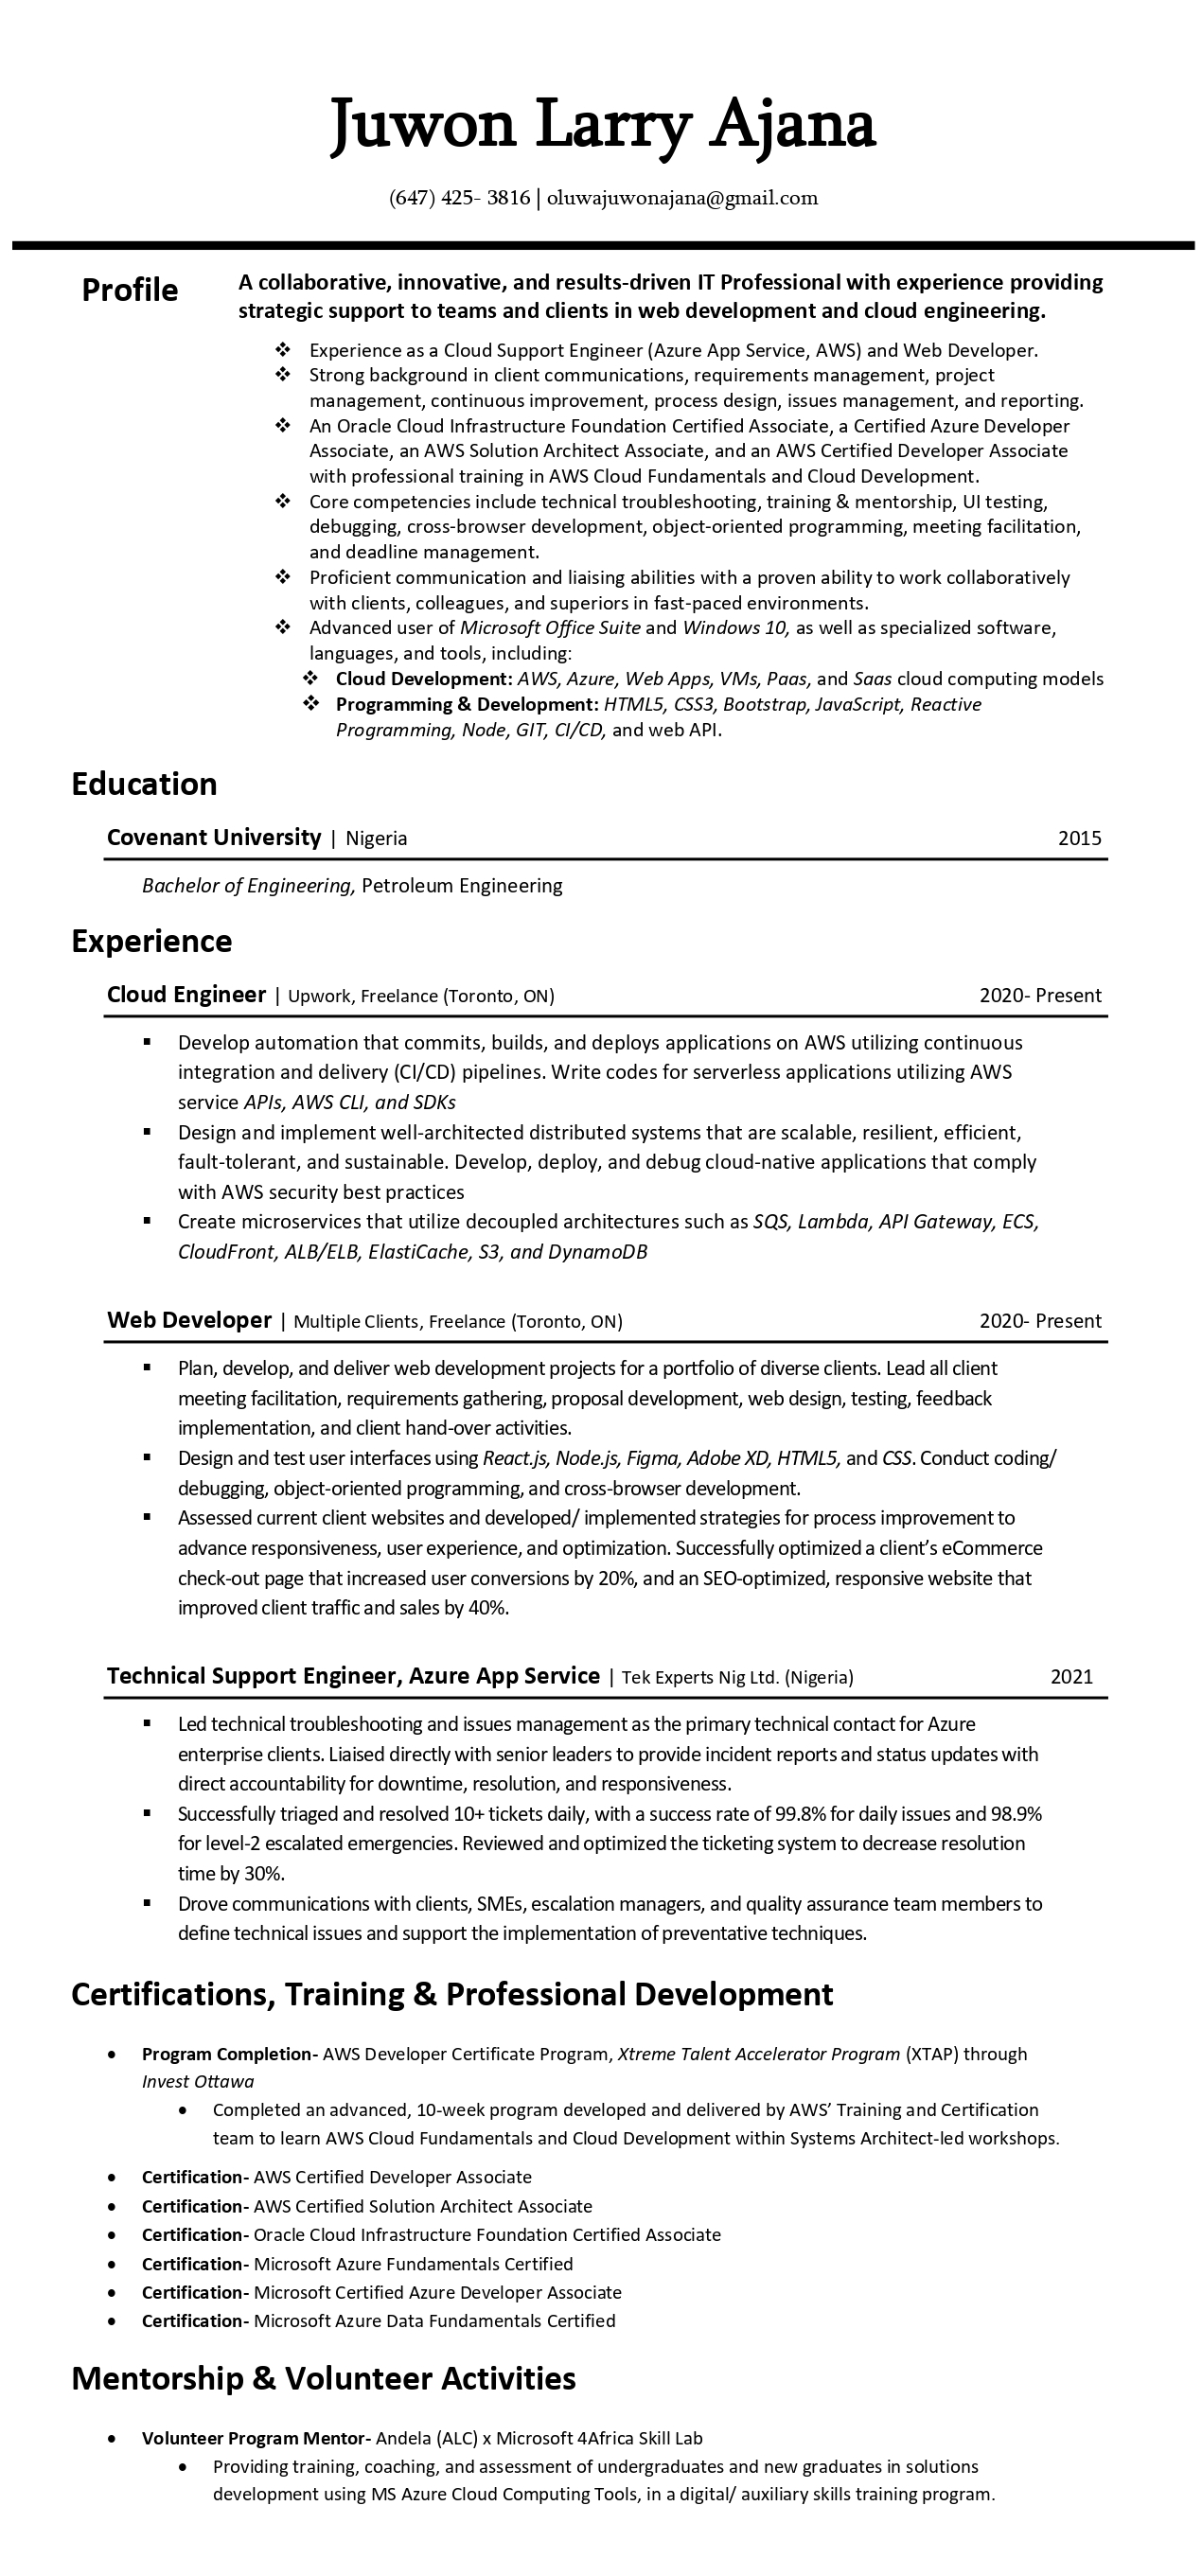 Juwon Larry Ajana
(647) 425- 3816 | oluwajuwonajana@gmail.com
Profile
A collaborative, innovative, and results-driven IT Professional with experience providing
strategic support to teams and clients in web development and cloud engineering.
❖ Experience as a Cloud Support Engineer (Azure App Service, AWS) and Web Developer.
❖ Strong background in client communications, requirements management, project
management, continuous improvement, process design, issues management, and reporting.
❖ An Oracle Cloud Infrastructure Foundation Certified Associate, a Certified Azure Developer
Associate, an AWS Solution Architect Associate, and an AWS Certified Developer Associate
with professional training in AWS Cloud Fundamentals and Cloud Development.
❖ Core competencies include technical troubleshooting, training & mentorship, UI testing,
debugging, cross-browser development, object-oriented programming, meeting facilitation,
and deadline management.
❖ Proficient communication and liaising abilities with a proven ability to work collaboratively
with clients, colleagues, and superiors in fast-paced environments.
❖ Advanced user of Microsoft Office Suite and Windows 10, as well as specialized software,
languages, and tools, including:
❖ Cloud Development: AWS, Azure, Web Apps, VMs, Paas, and Saas cloud computing models
❖ Programming & Development: HTML5, CSS3, Bootstrap, JavaScript, Reactive
Programming, Node, GIT, CI/CD, and web API.
Education
Covenant University | Nigeria 2015
Bachelor of Engineering, Petroleum Engineering
Experience
Cloud Engineer | Upwork, Freelance (Toronto, ON) 2020- Present
▪ Develop automation that commits, builds, and deploys applications on AWS utilizing continuous
integration and delivery (CI/CD) pipelines. Write codes for serverless applications utilizing AWS
service APIs, AWS CLI, and SDKs
▪ Design and implement well-architected distributed systems that are scalable, resilient, efficient,
fault-tolerant, and sustainable. Develop, deploy, and debug cloud-native applications that comply
with AWS security best practices
▪ Create microservices that utilize decoupled architectures such as SQS, Lambda, API Gateway, ECS,
CloudFront, ALB/ELB, ElastiCache, S3, and DynamoDB
Web Developer | Multiple Clients, Freelance (Toronto, ON) 2020- Present
▪ Plan, develop, and deliver web development projects for a portfolio of diverse clients. Lead all client
meeting facilitation, requirements gathering, proposal development, web design, testing, feedback
implementation, and client hand-over activities.
▪ Design and test user interfaces using React.js, Node.js, Figma, Adobe XD, HTML5, and CSS. Conduct coding/
debugging, object-oriented programming, and cross-browser development.
▪ Assessed current client websites and developed/ implemented strategies for process improvement to
advance responsiveness, user experience, and optimization. Successfully optimized a client’s eCommerce
check-out page that increased user conversions by 20%, and an SEO-optimized, responsive website that
improved client traffic and sales by 40%.
Technical Support Engineer, Azure App Service | Tek Experts Nig Ltd. (Nigeria) 2021
▪ Led technical troubleshooting and issues management as the primary technical contact for Azure
enterprise clients. Liaised directly with senior leaders to provide incident reports and status updates with
direct accountability for downtime, resolution, and responsiveness.
▪ Successfully triaged and resolved 10+ tickets daily, with a success rate of 99.8% for daily issues and 98.9%
for level-2 escalated emergencies. Reviewed and optimized the ticketing system to decrease resolution
time by 30%.
▪ Drove communications with clients, SMEs, escalation managers, and quality assurance team members to
define technical issues and support the implementation of preventative techniques.
Certifications, Training & Professional Development
• Program Completion- AWS Developer Certificate Program, Xtreme Talent Accelerator Program (XTAP) through
Invest Ottawa
• Completed an advanced, 10-week program developed and delivered by AWS’ Training and Certification
team to learn AWS Cloud Fundamentals and Cloud Development within Systems Architect-led workshops.
• Certification- AWS Certified Developer Associate
• Certification- AWS Certified Solution Architect Associate
• Certification- Oracle Cloud Infrastructure Foundation Certified Associate
• Certification- Microsoft Azure Fundamentals Certified
• Certification- Microsoft Certified Azure Developer Associate
• Certification- Microsoft Azure Data Fundamentals Certified
Mentorship & Volunteer Activities
• Volunteer Program Mentor- Andela (ALC) x Microsoft 4Africa Skill Lab
• Providing training, coaching, and assessment of undergraduates and new graduates in solutions
development using MS Azure Cloud Computing Tools, in a digital/ auxiliary skills training program.